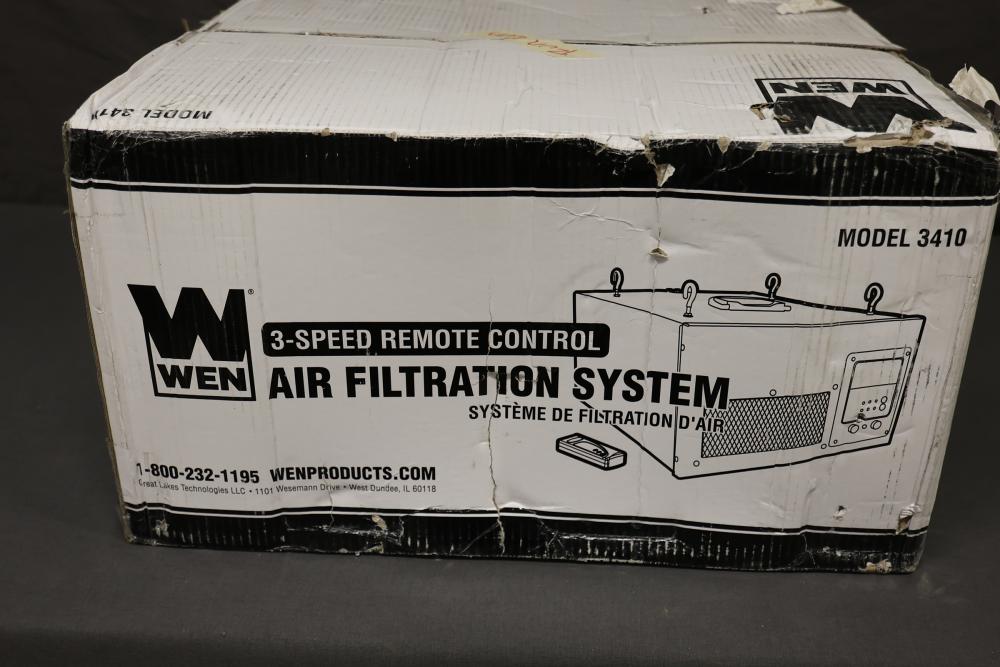 WEN
MODEL 341
MODEL 3410
WEN®
3-SPEED REMOTE CONTROL
AIR FILTRATION SYSTEM
SYSTÈME DE FILTRATION D'AIR
1-800-232-1195 WENPRODUCTS.COM
Great Lakes Technologies LLC • 1101 Wesemann Drive • West Dundee, IL 60118